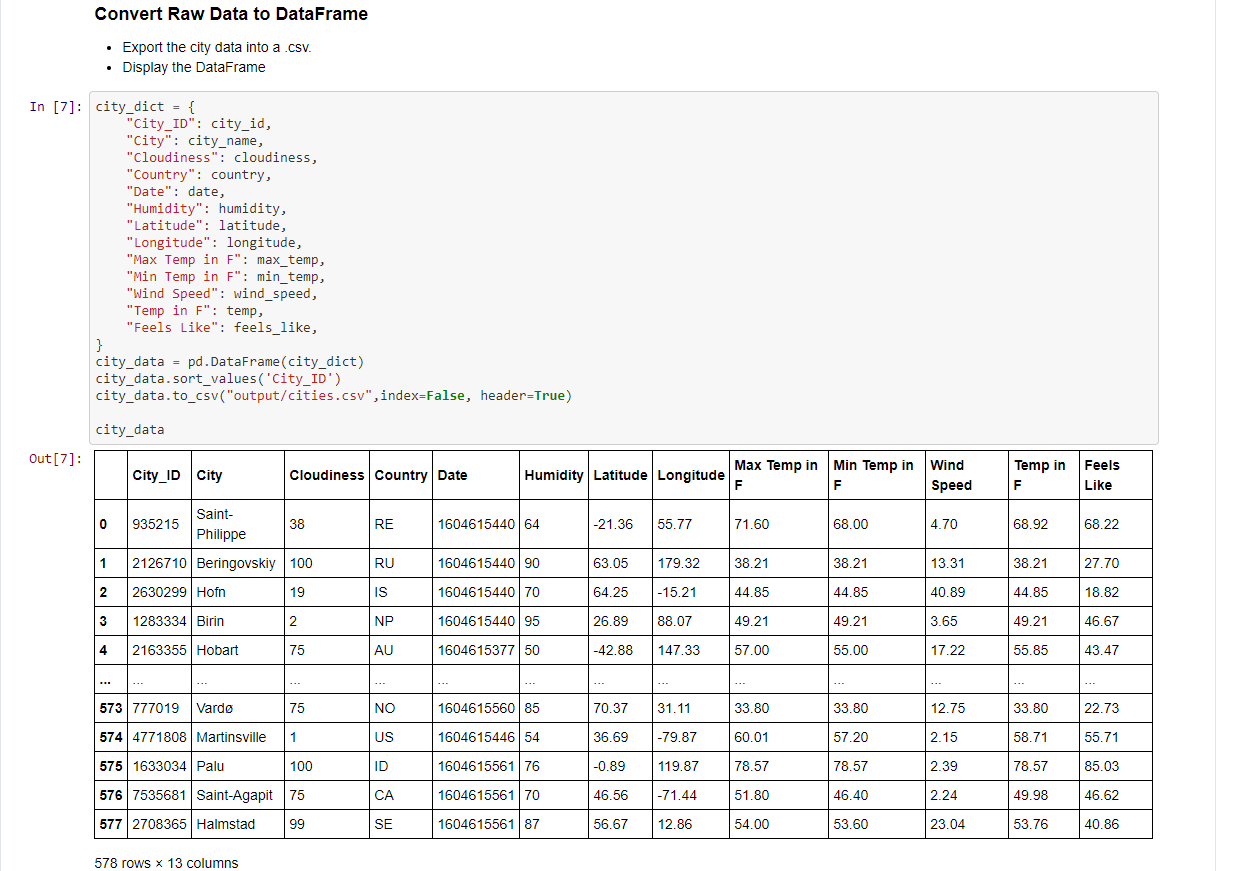 Convert Raw Data to DataFrame
• Export the city data into a .csv.
• Display the DataFrame
In [7]:
city_dict = {
    "City_ID": city_id,
    "City": city_name,
    "Cloudiness": cloudiness,
    "Country": country,
    "Date": date,
    "Humidity": humidity,
    "Latitude": latitude,
    "Longitude": longitude,
    "Max Temp in F": max_temp,
    "Min Temp in F": min_temp,
    "Wind Speed": wind_speed,
    "Temp in F": temp,
    "Feels Like": feels_like,
}
city_data = pd.DataFrame(city_dict)
city_data.sort_values('City_ID')
city_data.to_csv("output/cities.csv",index=False, header=True)
city_data
Out[7]:
City_ID City Cloudiness Country Date Humidity Latitude Longitude Max Temp in F Min Temp in F Wind Speed Temp in F Feels Like
0 935215 Saint-Philippe 38 RE 1604615440 64 -21.36 55.77 71.60 68.00 4.70 68.92 68.22
1 2126710 Beringovskiy 100 RU 1604615440 90 63.05 179.32 38.21 38.21 13.31 38.21 27.70
2 2630299 Hofn 19 IS 1604615440 70 64.25 -15.21 44.85 44.85 40.89 44.85 18.82
3 1283334 Birin 2 NP 1604615440 95 26.89 88.07 49.21 49.21 3.65 49.21 46.67
4 2163355 Hobart 75 AU 1604615377 50 -42.88 147.33 57.00 55.00 17.22 55.85 43.47
... ... ... ... ... ... ... ... ... ... ... ... ... ...
573 777019 Vardø 75 NO 1604615560 85 70.37 31.11 33.80 33.80 12.75 33.80 22.73
574 4771808 Martinsville 1 US 1604615446 54 36.69 -79.87 60.01 57.20 2.15 58.71 55.71
575 1633034 Palu 100 ID 1604615561 76 -0.89 119.87 78.57 78.57 2.39 78.57 85.03
576 7535681 Saint-Agapit 75 CA 1604615561 70 46.56 -71.44 51.80 46.40 2.24 49.98 46.62
577 2708365 Halmstad 99 SE 1604615561 87 56.67 12.86 54.00 53.60 23.04 53.76 40.86
578 rows × 13 columns